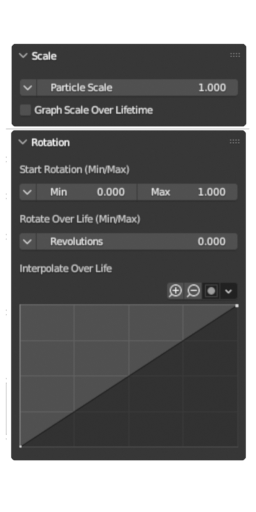 Scale
Particle Scale 1.000
Graph Scale Over Lifetime
Rotation
Start Rotation (Min/Max)
Min 0.000 Max 1.000
Rotate Over Life (Min/Max)
Revolutions 0.000
Interpolate Over Life